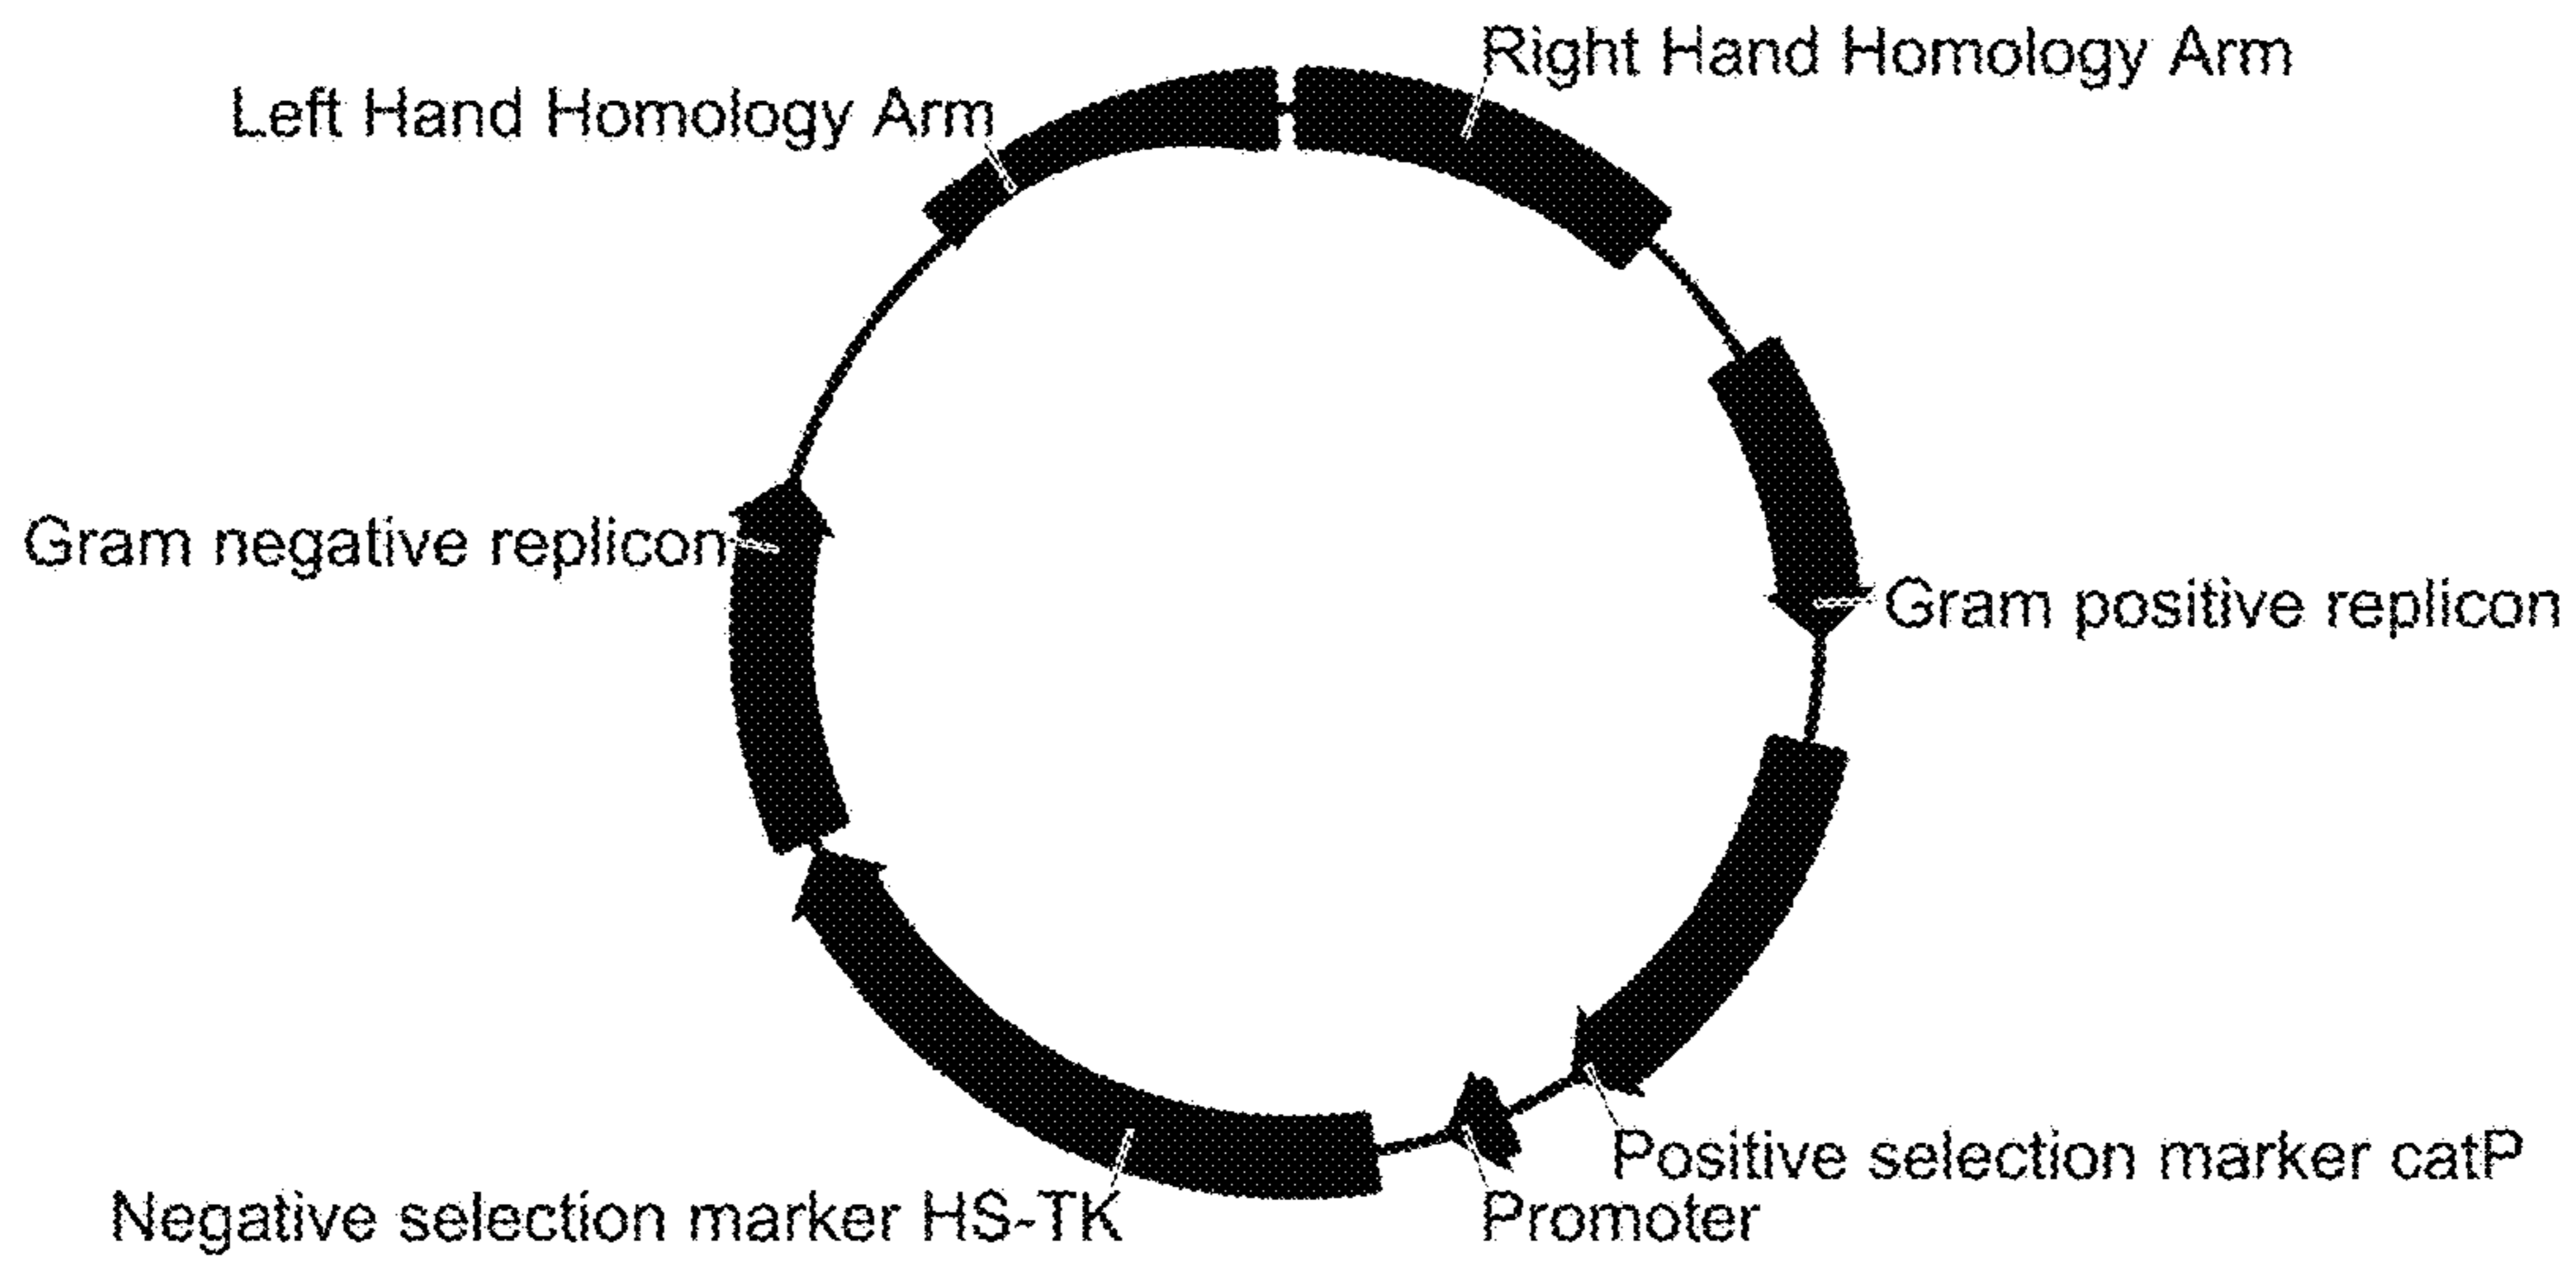 Right Hand Homology Arm
Left Hand Homology Arm
Gram negative replicon
Gram positive replicon
Positive selection marker catP
Negative selection marker HS-TK
Promoter